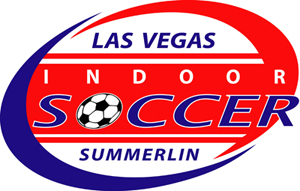 LAS VEGAS
INDOOR
SOCCER
SUMMERLIN